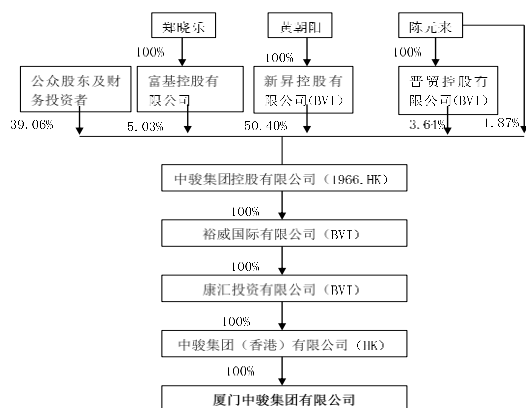 郑晓乐
黄朝阳
陈元来
100%
100%
100%
公众股东及财
务投资者
富基控股有
限公司
新昇控股有
限公司(BVI)
晋贸控股有
限公司(BVI)
39.06%
5.03%
50.40%
3.64%
1.87%
中骏集团控股有限公司（1966.HK）
100%
裕威国际有限公司（BVI）
100%
康汇投资有限公司（BVI）
100%
中骏集团（香港）有限公司（HK）
100%
厦门中骏集团有限公司